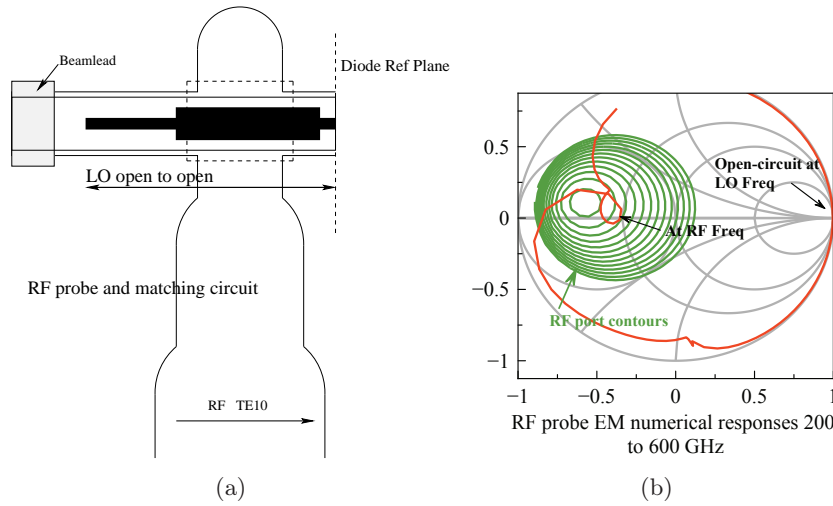 Beamlead
Diode Ref Plane
LO open to open
RF probe and matching circuit
RF TE10
(a)
0.5
0
−0.5
−1
Open-circuit at
LO Freq
At RF Freq
RF port contours
−1 −0.5 0 0.5 1
RF probe EM numerical responses 200
to 600 GHz
(b)